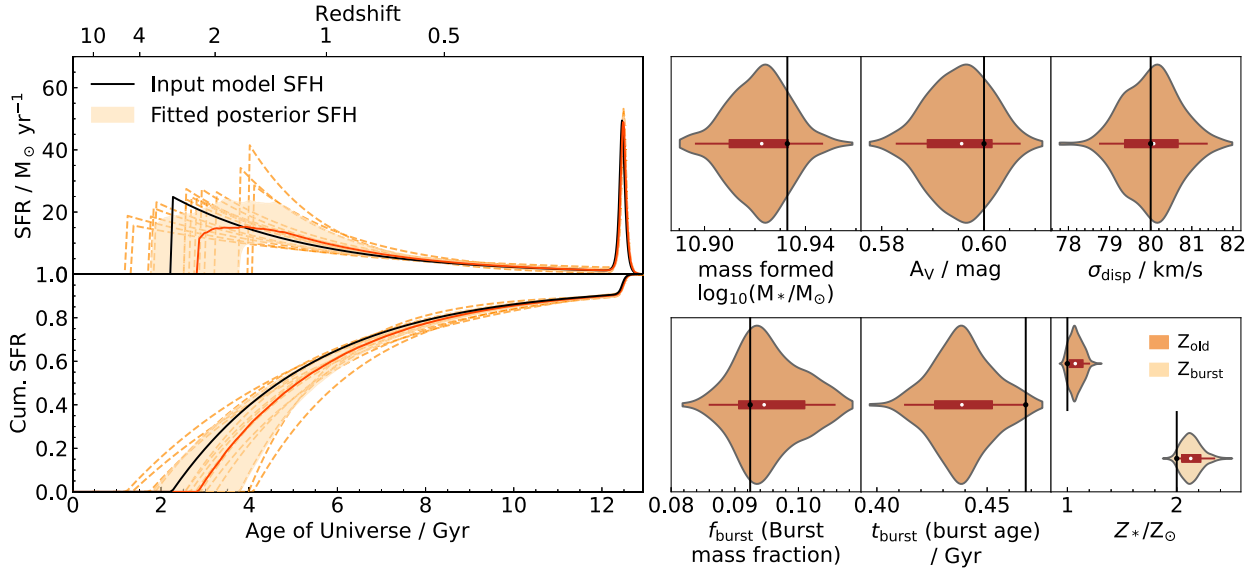 Redshift
10 4 2 1 0.5
60
40
20
1.0
SFR / M⊙ yr⁻¹
Input model SFH
Fitted posterior SFH
0.8
0.6
0.4
0.2
0.0
Cum. SFR
0 2 4 6 8 10 12
Age of Universe / Gyr
10.90 10.94
mass formed
log₁₀(M∗/M⊙)
0.58 0.60
A_V / mag
78 79 80 81 82
σ_disp / km/s
0.08 0.09 0.10
f_burst (Burst
mass fraction)
0.40 0.45
t_burst (burst age)
/ Gyr
Z_old
Z_burst
1 2
Z∗/Z⊙